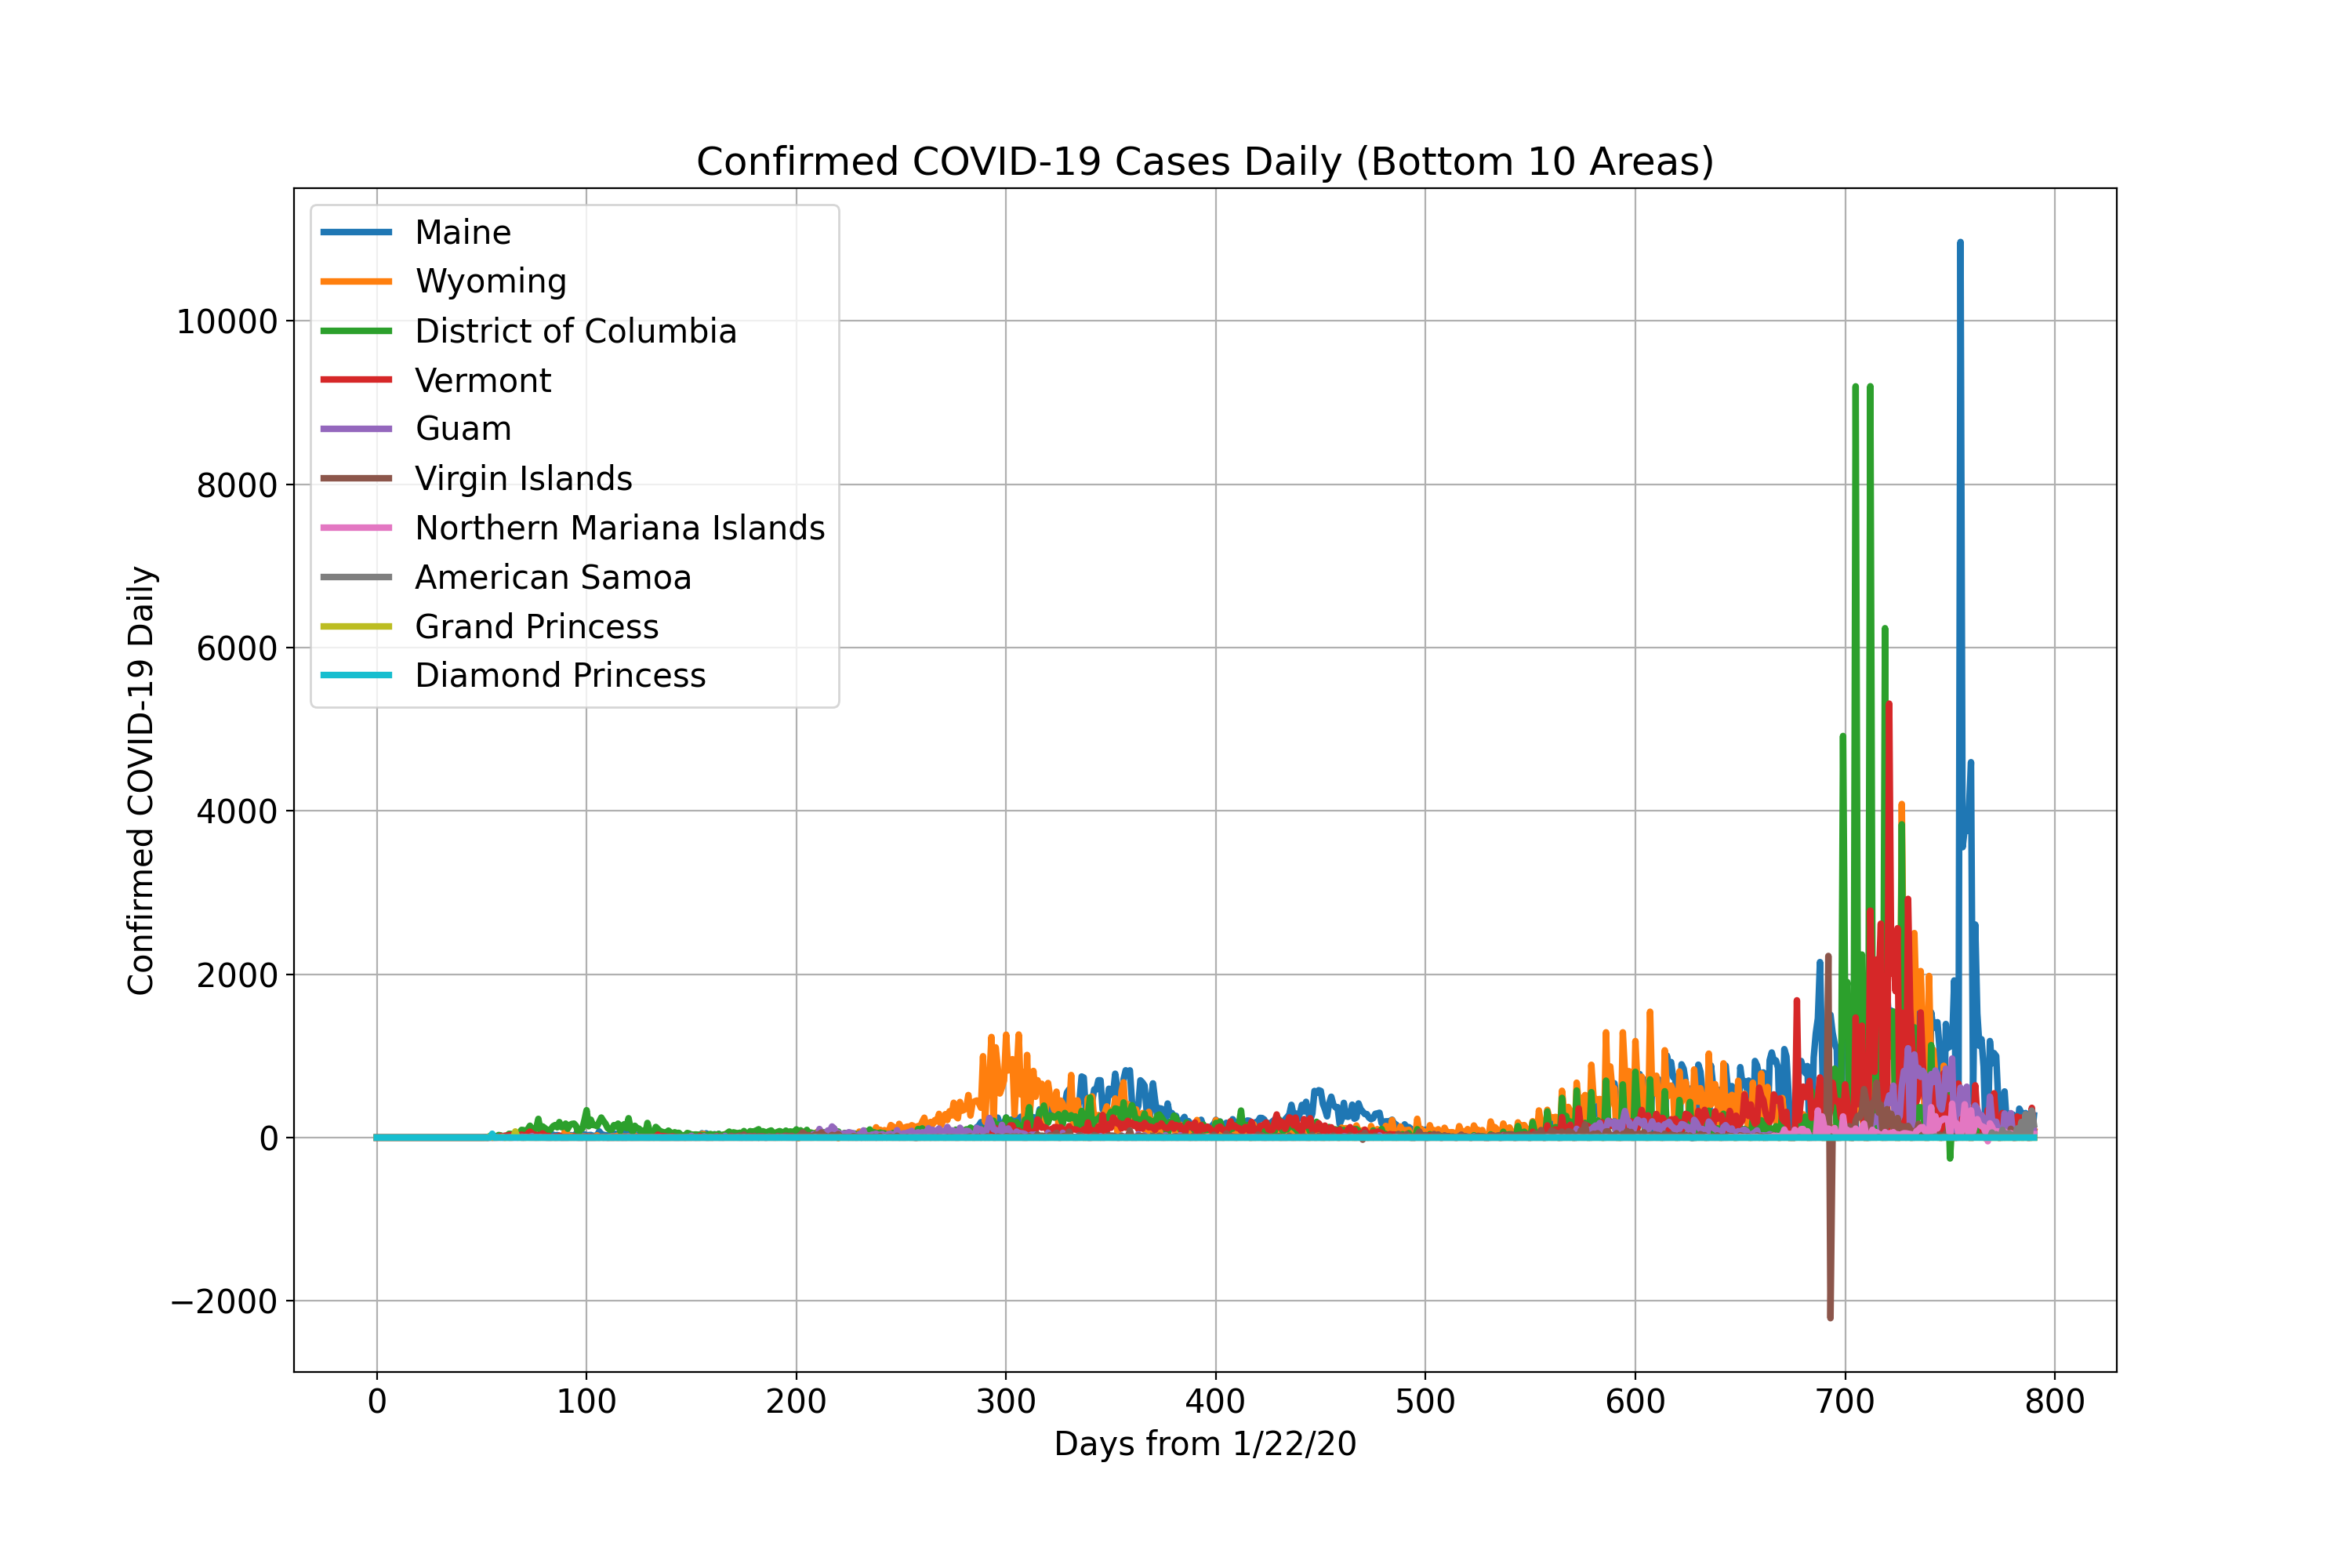 Confirmed COVID-19 Cases Daily (Bottom 10 Areas)
Maine
Wyoming
District of Columbia
Vermont
Guam
Virgin Islands
Northern Mariana Islands
American Samoa
Grand Princess
Diamond Princess
Confirmed COVID-19 Daily
10000
8000
6000
4000
2000
0
−2000
0 100 200 300 400 500 600 700 800
Days from 1/22/20